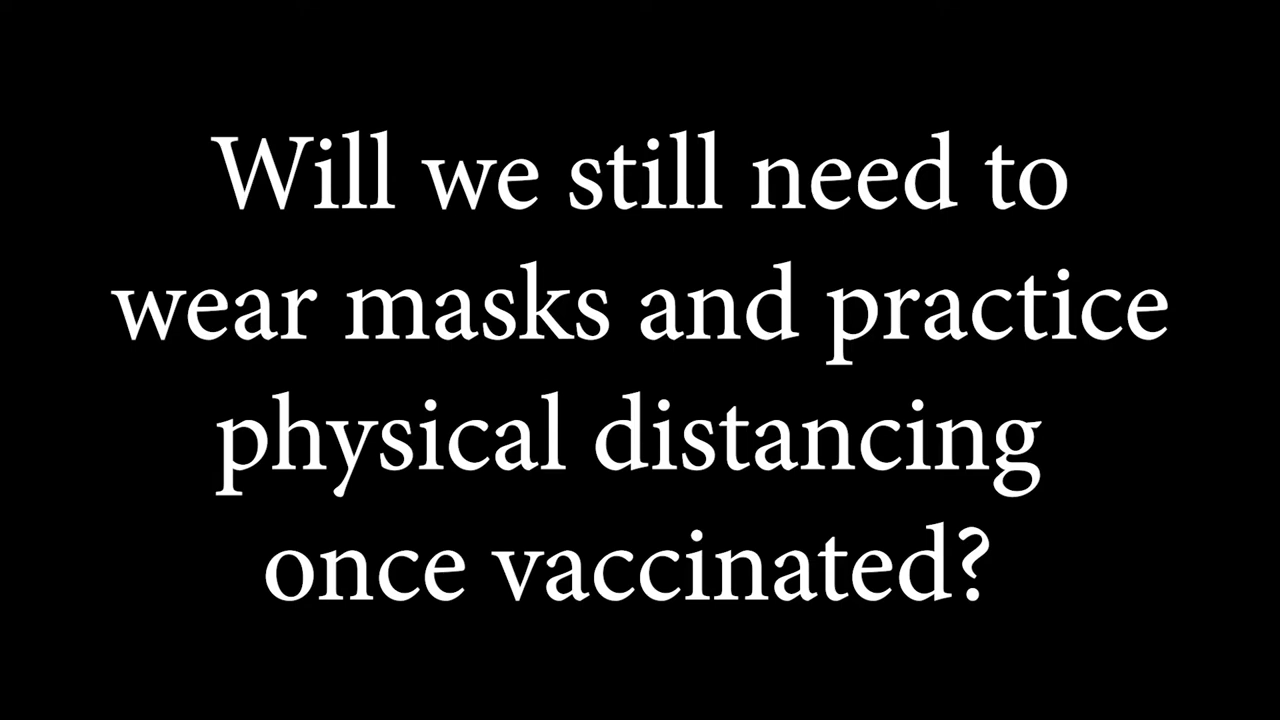 Will we still need to
wear masks and practice
physical distancing
once vaccinated?